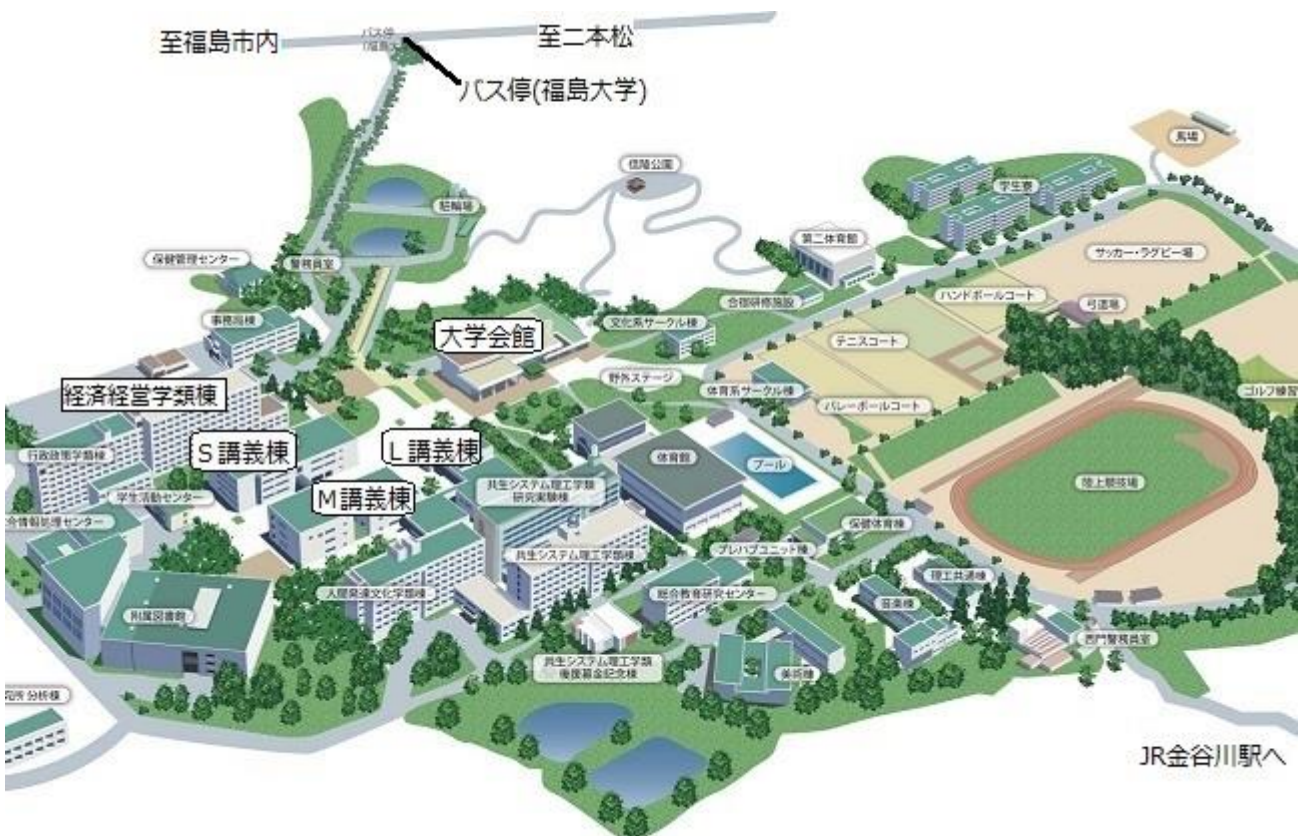 至福島市内
バス停
(福島大学
至二本松
バス停(福島大学)
馬場
信陵公園
学生寮
駐輪場
第二体育館
サッカー・ラグビー場
保健管理センター
警務員室
合宿研修施設
ハンドボールコート
弓道場
事務局棟
大学会館
文化系サークル棟
テニスコート
野外ステージ
体育系サークル棟
ゴルフ練習
経済経営学類棟
バレーボールコート
行政政策学類棟
S講義棟
L講義棟
体育館
プール
陸上競技場
共生システム理工学類
研究実験棟
学生活動センター
M講義棟
合情報処理センター
保健体育棟
プレハブユニット棟
共生システム理工学類棟
理工共通棟
人間発達文化学類棟
総合教育研究センター
音楽棟
附属図書館
西門警務員室
共生システム理工学類
後援募金記念棟
美術棟
究所 分析棟
JR金谷川駅へ